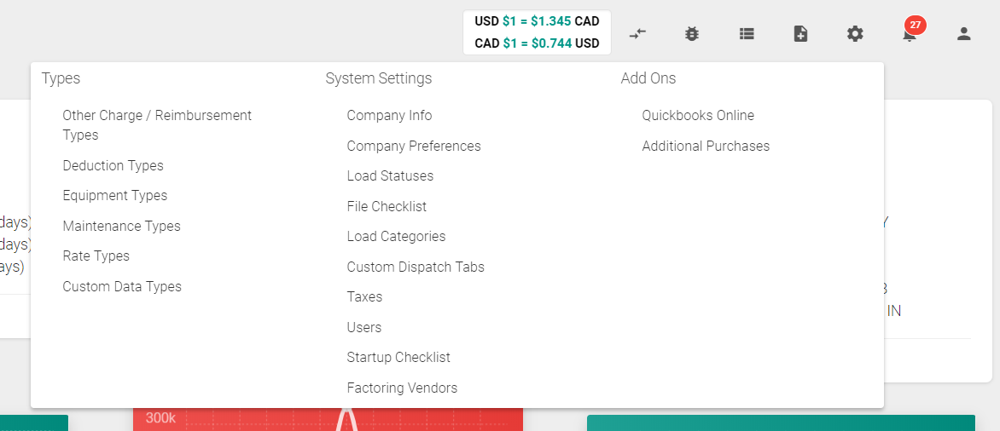 USD $1 = $1.345 CAD
CAD $1 = $0.744 USD
27
Types
Other Charge / Reimbursement
Types
Deduction Types
Equipment Types
Maintenance Types
Rate Types
Custom Data Types
System Settings
Company Info
Company Preferences
Load Statuses
File Checklist
Load Categories
Custom Dispatch Tabs
Taxes
Users
Startup Checklist
Factoring Vendors
Add Ons
Quickbooks Online
Additional Purchases
days)
days)
ays)
IN
300k